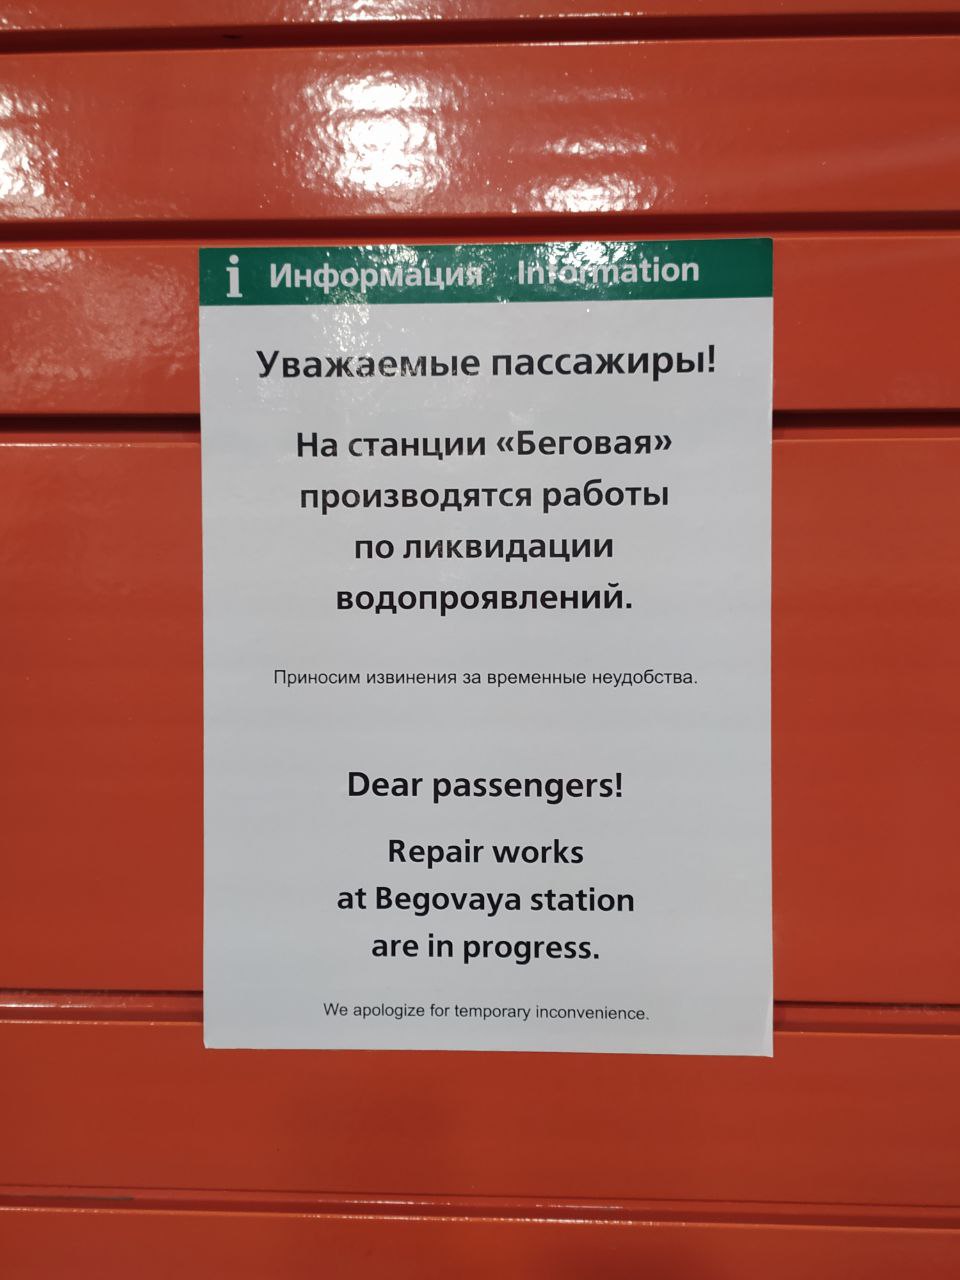 i Информация Information
Уважаемые пассажиры!
На станции «Беговая»
производятся работы
по ликвидации
водопроявлений.
Приносим извинения за временные неудобства.
Dear passengers!
Repair works
at Begovaya station
are in progress.
We apologize for temporary inconvenience.